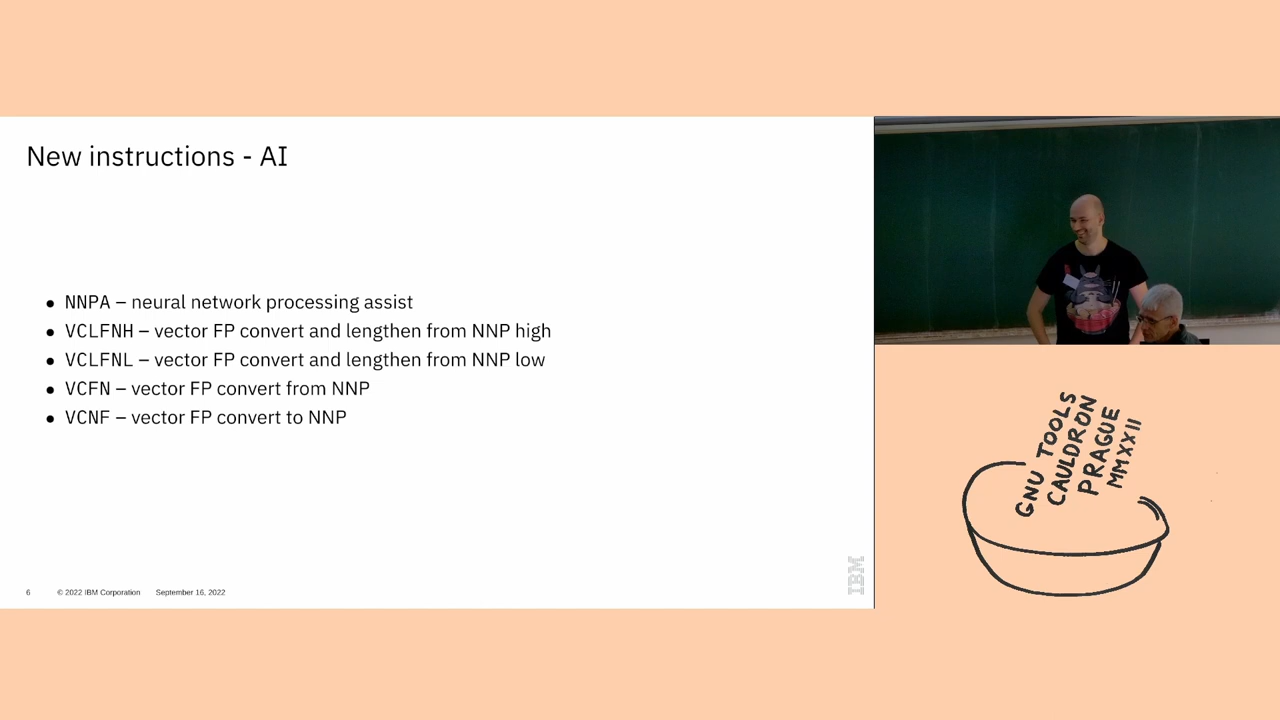 New instructions - AI
● NNPA – neural network processing assist
● VCLFNH – vector FP convert and lengthen from NNP high
● VCLFNL – vector FP convert and lengthen from NNP low
● VCFN – vector FP convert from NNP
● VCNF – vector FP convert to NNP
6 © 2022 IBM Corporation September 16, 2022
IBM
GNU TOOLS
CAULDRON
PRAGUE
MMXXII